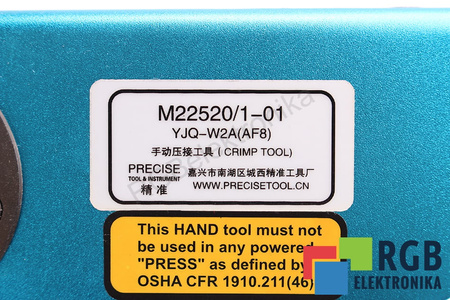 M22520/1-01
YJQ-W2A(AF8)
手动压接工具 (CRIMP TOOL)
PRECISE
TOOL & INSTRUMENT
精准
嘉兴市南湖区城西精准工具厂
WWW.PRECISETOOL.CN
This HAND tool must not
be used in any powered
"PRESS" as defined by
OSHA CFR 1910.211(46)
RGB
ELEKTRONIKA